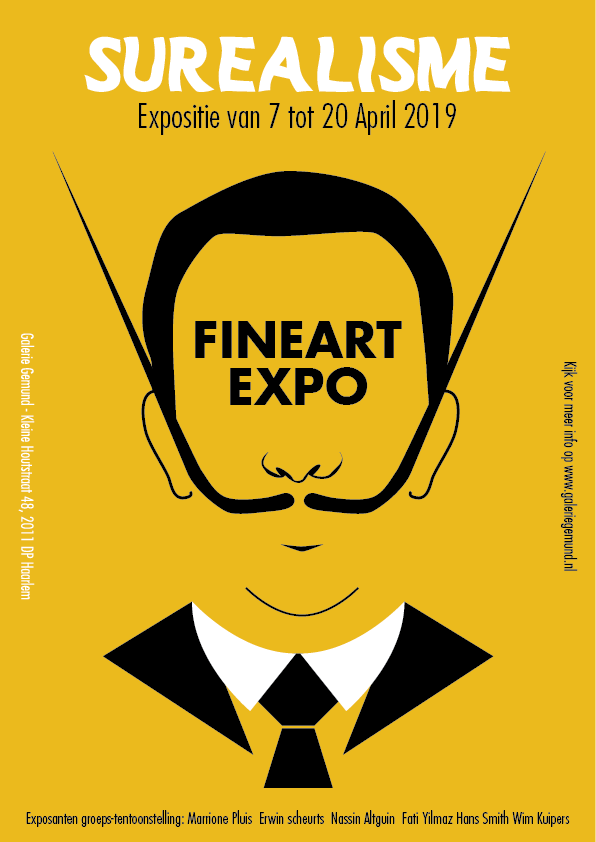 SUREALISME
Expositie van 7 tot 20 April 2019
FINEART
EXPO
Galerie Gemund - Kleine Houtstraat 48, 2011 DP Haarlem
Kijk voor meer info op www.galeriegemund.nl
Exposanten groeps-tentoonstelling: Marrione Pluis Erwin scheurts Nassin Altguin Fati Yilmaz Hans Smith Wim Kuipers